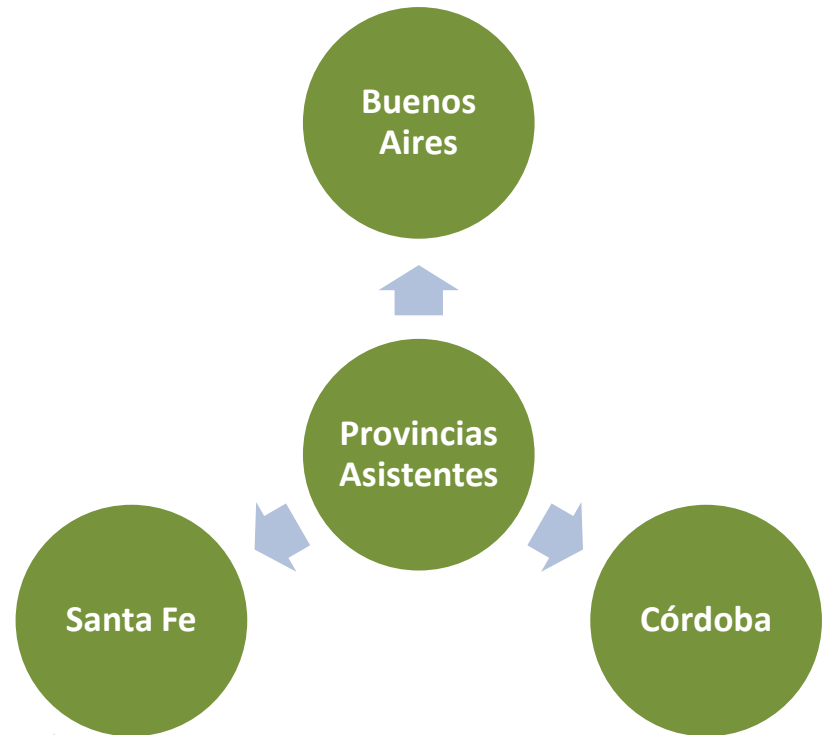 Buenos
Aires
Provincias
Asistentes
Santa Fe
Córdoba